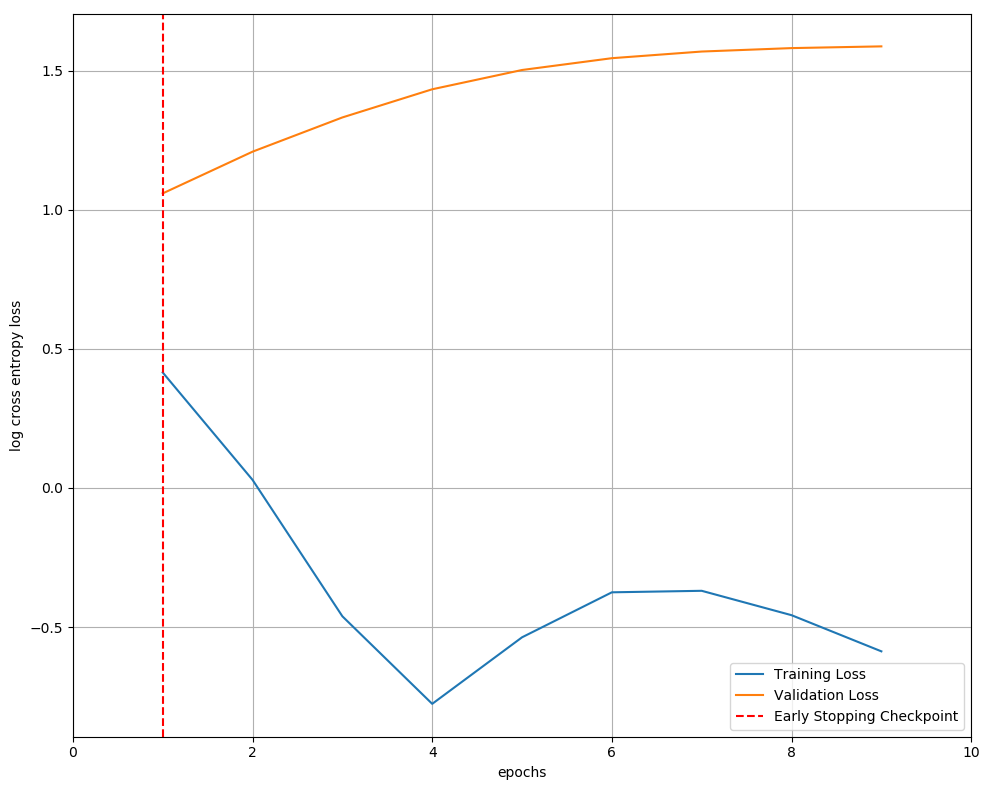 1.5
1.0
0.5
0.0
−0.5
0 2 4 6 8 10
epochs
log cross entropy loss
Training Loss
Validation Loss
Early Stopping Checkpoint